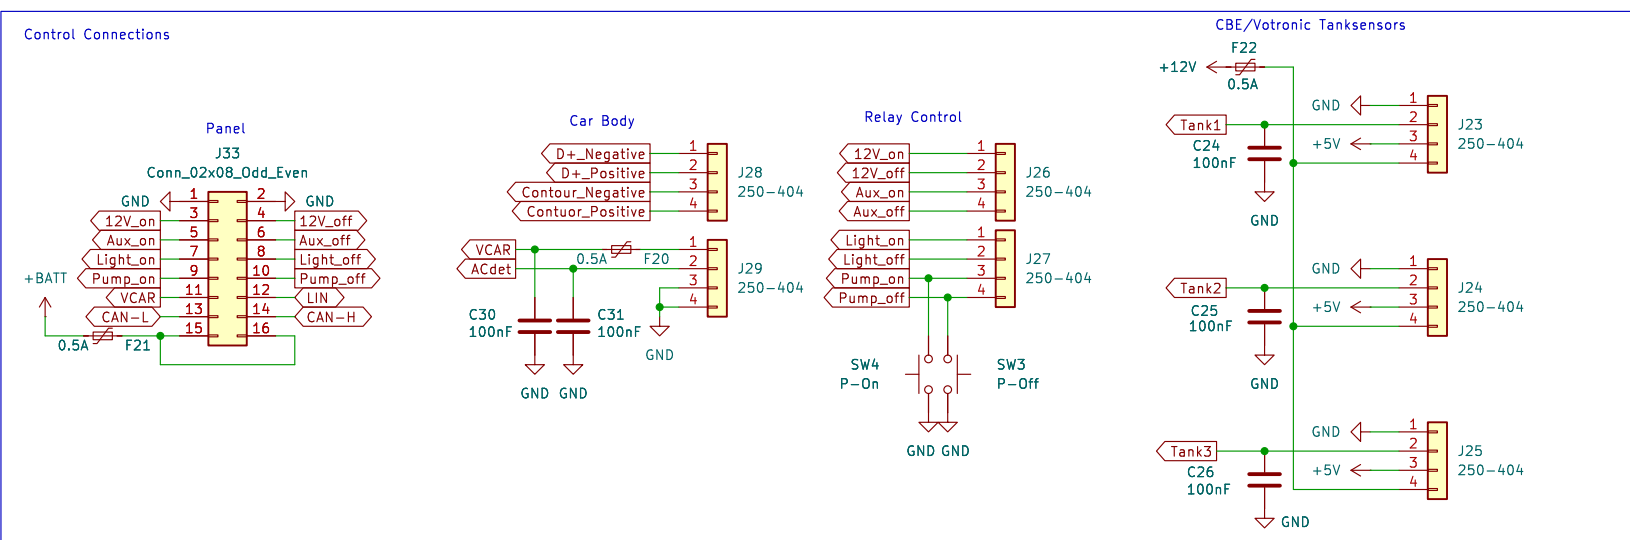 Control Connections
Panel
J33
Conn_02x08_Odd_Even
GND 1 2 GND
12V_on 3 4 12V_off
Aux_on 5 6 Aux_off
Light_on 7 8 Light_off
+BATT
Pump_on 9 10 Pump_off
VCAR 11 12 LIN
CAN-L 13 14 CAN-H
15 16
0.5A F21
Car Body
D+_Negative 1
D+_Positive 2 J28
Contour_Negative 3 250-404
Contuor_Positive 4
VCAR 0.5A F20 1
ACdet 2 J29
3 250-404
4
C30
100nF
C31
100nF
GND
GND GND
Relay Control
12V_on 1
12V_off 2 J26
Aux_on 3 250-404
Aux_off 4
Light_on 1
Light_off 2 J27
Pump_on 3 250-404
Pump_off 4
SW4
P-On
SW3
P-Off
GND GND
CBE/Votronic Tanksensors
F22
+12V
0.5A
GND 1
Tank1 2 J23
+5V 3 250-404
4
C24
100nF
GND
GND 1
Tank2 2 J24
+5V 3 250-404
4
C25
100nF
GND
GND 1
Tank3 2 J25
+5V 3 250-404
4
C26
100nF
GND